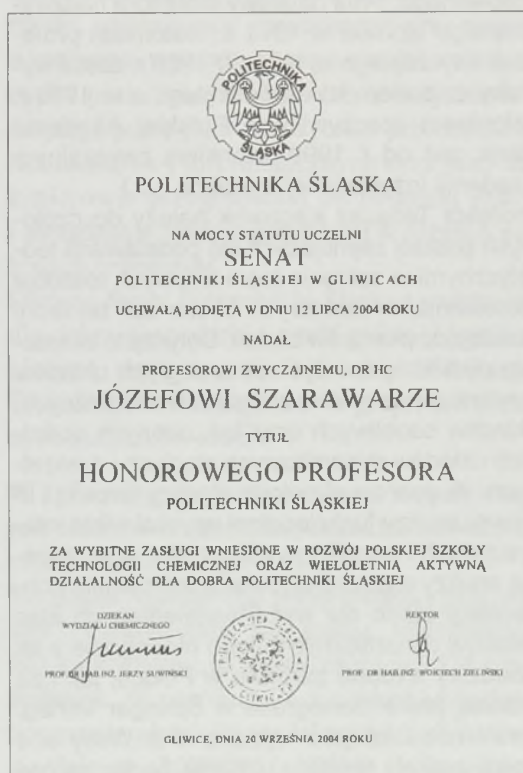 POLITECHNIKA
ŚLĄSKA
POLITECHNIKA ŚLĄSKA
NA MOCY STATUTU UCZELNI
SENAT
POLITECHNIKI ŚLĄSKIEJ W GLIWICACH
UCHWAŁĄ PODJĘTĄ W DNIU 12 LIPCA 2004 ROKU
NADAŁ
PROFESOROWI ZWYCZAJNEMU, DR HC
JÓZEFOWI SZARAWARZE
TYTUŁ
HONOROWEGO PROFESORA
POLITECHNIKI ŚLĄSKIEJ
ZA WYBITNE ZASŁUGI WNIESIONE W ROZWÓJ POLSKIEJ SZKOŁY
TECHNOLOGII CHEMICZNEJ ORAZ WIELOLETNIĄ AKTYWNĄ
DZIAŁALNOŚĆ DLA DOBRA POLITECHNIKI ŚLĄSKIEJ
DZIEKAN
WYDZIAŁU CHEMICZNEGO
PROF. DR HAB. INŻ. JERZY SUWIŃSKI
Politechnika Śląska
w Gliwicach
REKTOR
PROF. DR HAB. INŻ. WOJCIECH ZIELIŃSKI
GLIWICE, DNIA 20 WRZEŚNIA 2004 ROKU